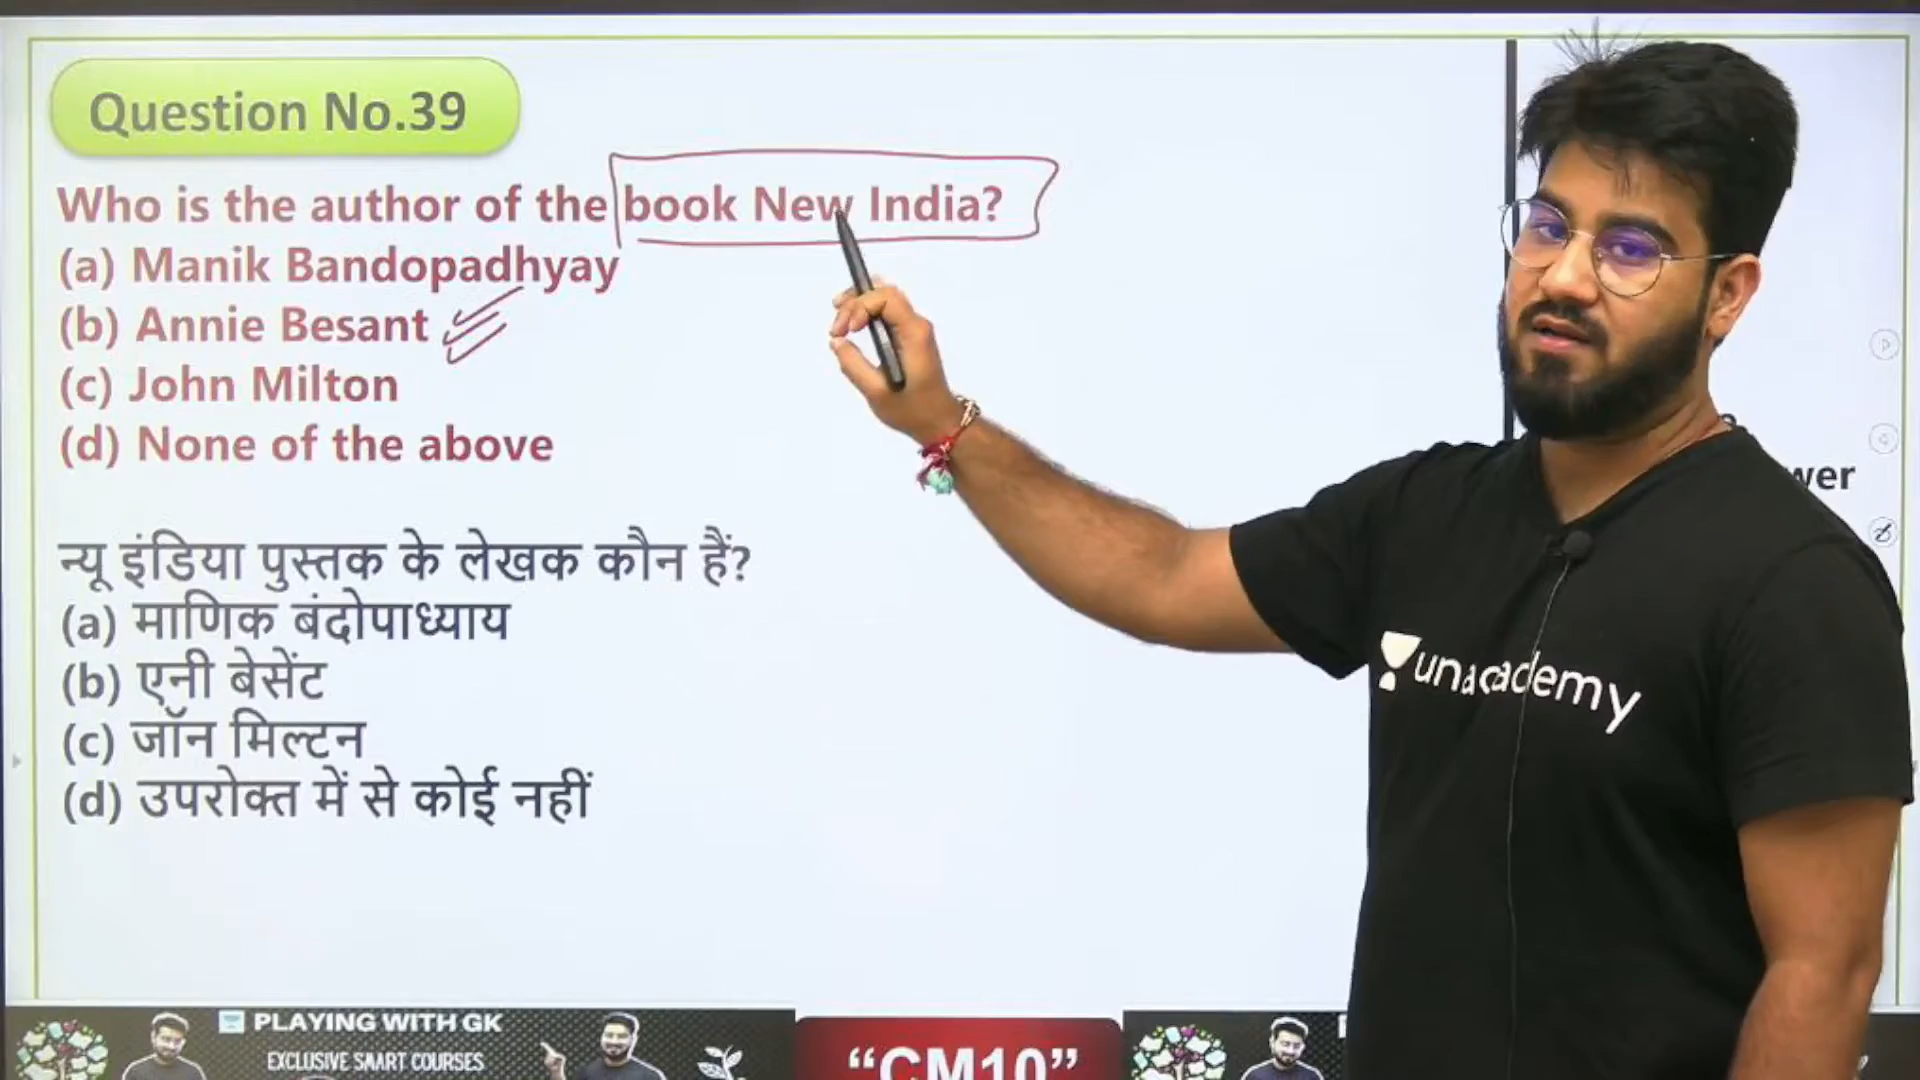 Question No.39
Who is the author of the book New India?
(a) Manik Bandopadhyay
(b) Annie Besant
(c) John Milton
(d) None of the above
न्यू इंडिया पुस्तक के लेखक कौन हैं?
(a) माणिक बंदोपाध्याय
(b) एनी बेसेंट
(c) जॉन मिल्टन
(d) उपरोक्त में से कोई नहीं
unacademy
PLAYING WITH GK
EXCLUSIVE SMART COURSES
“CM10”